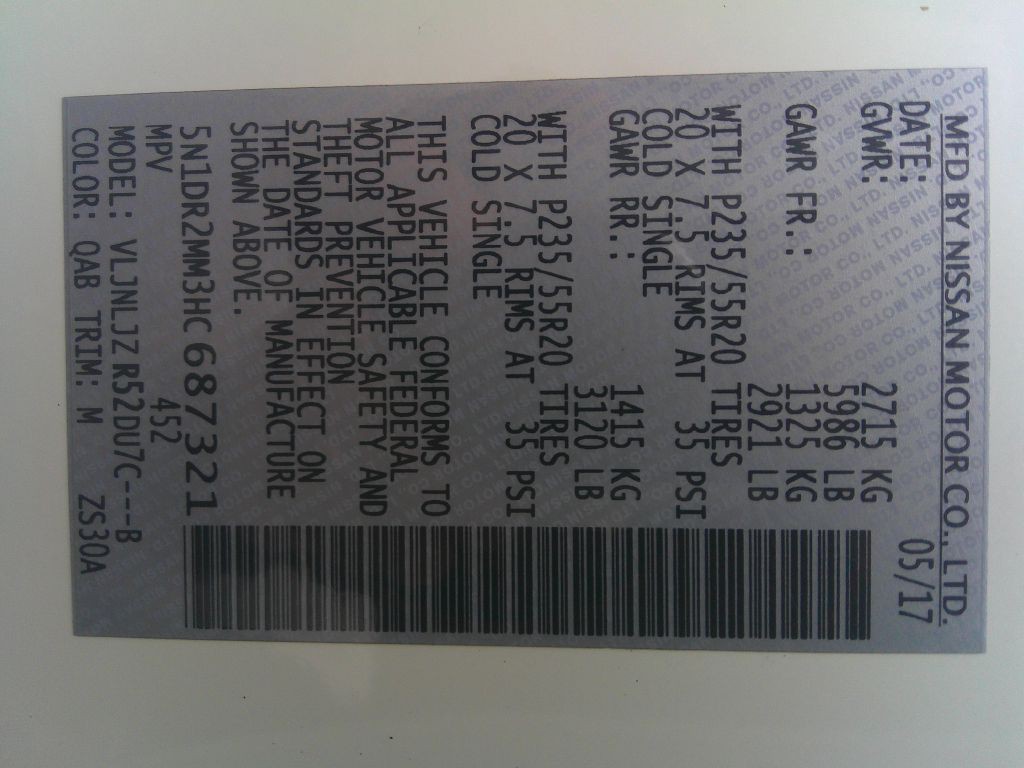 MFD BY NISSAN MOTOR CO., LTD.
DATE: 05/17
GVWR: 2715 KG
5986 LB
GAWR FR.: 1325 KG
2921 LB
WITH P235/55R20 TIRES
20 X 7.5 RIMS AT 35 PSI
COLD SINGLE
GAWR RR.: 1415 KG
3120 LB
WITH P235/55R20 TIRES
20 X 7.5 RIMS AT 35 PSI
COLD SINGLE
THIS VEHICLE CONFORMS TO
ALL APPLICABLE FEDERAL
MOTOR VEHICLE SAFETY AND
THEFT PREVENTION
STANDARDS IN EFFECT ON
THE DATE OF MANUFACTURE
SHOWN ABOVE.
5N1DR2MM3HC687321
MPV 452
MODEL: VLJNLJZ R52DU7C---B
COLOR: QAB TRIM: M ZS30A